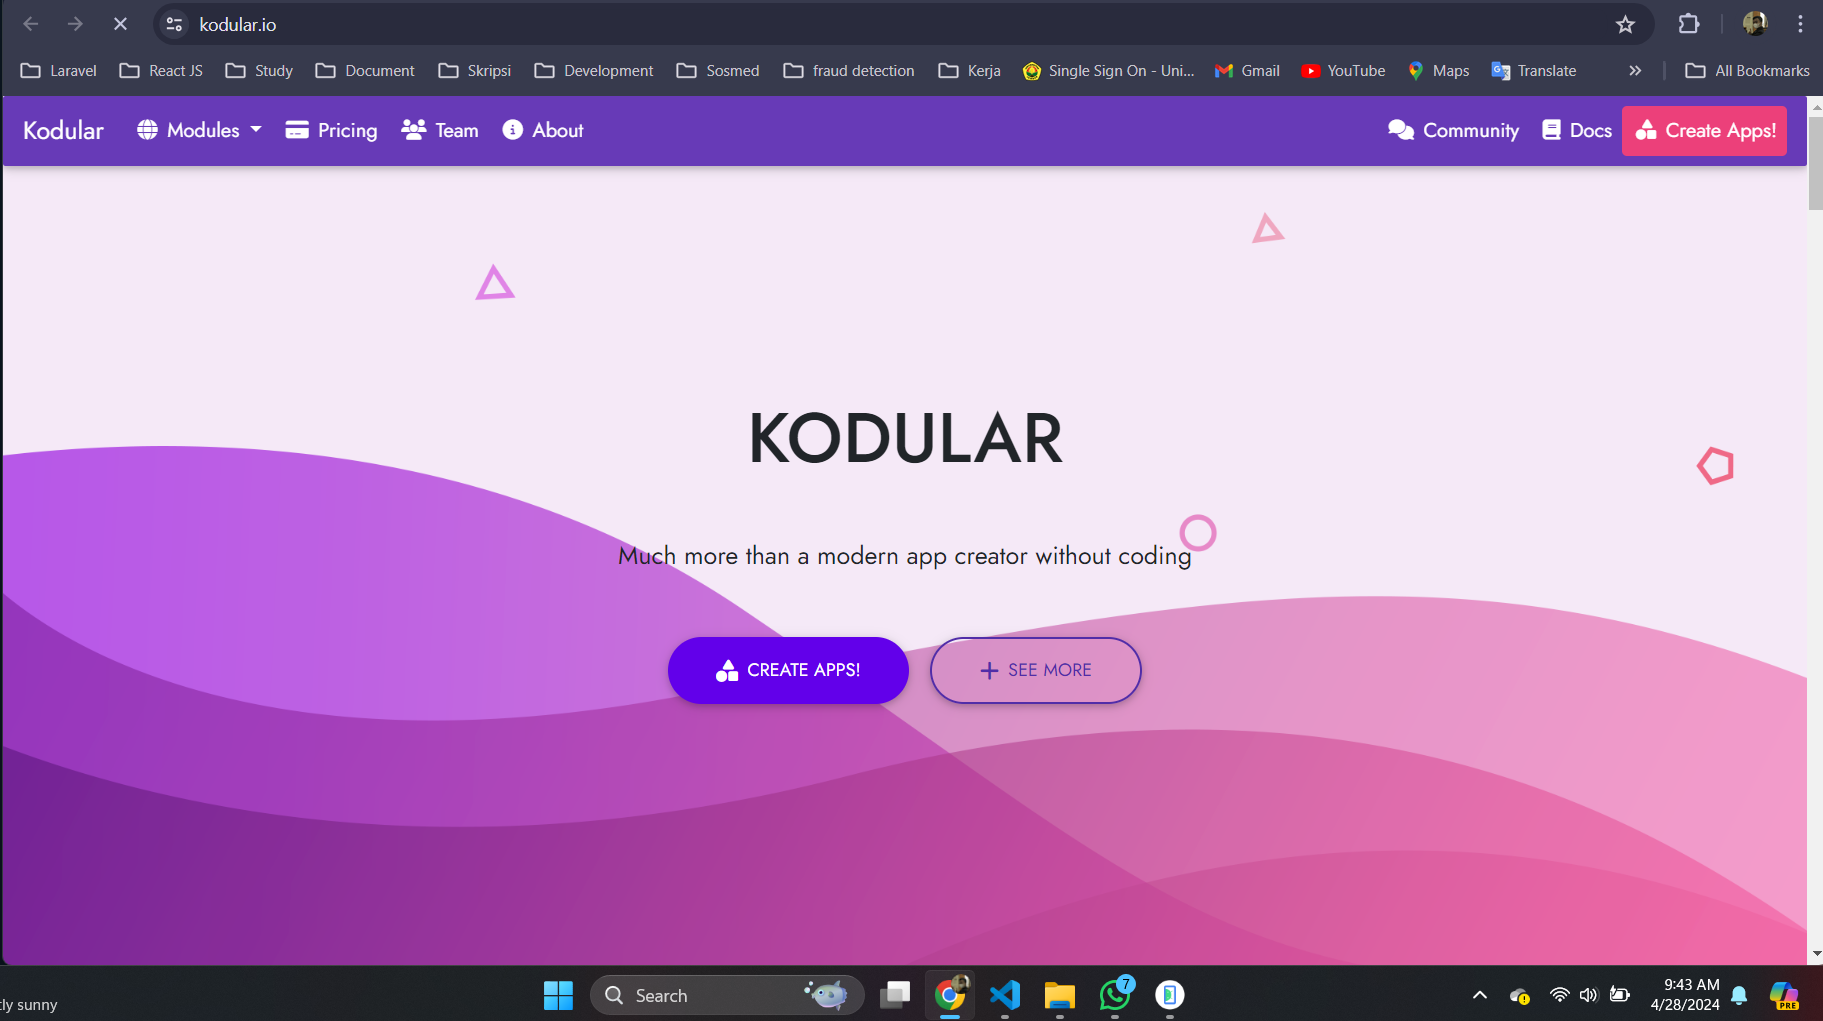 kodular.io
Laravel React JS Study Document Skripsi Development Sosmed fraud detection Kerja Single Sign On - Uni... Gmail YouTube Maps Translate All Bookmarks
Kodular Modules Pricing Team About Community Docs Create Apps!
KODULAR
Much more than a modern app creator without coding
CREATE APPS! SEE MORE
tly sunny Search 7 9:43 AM
4/28/2024
PRE